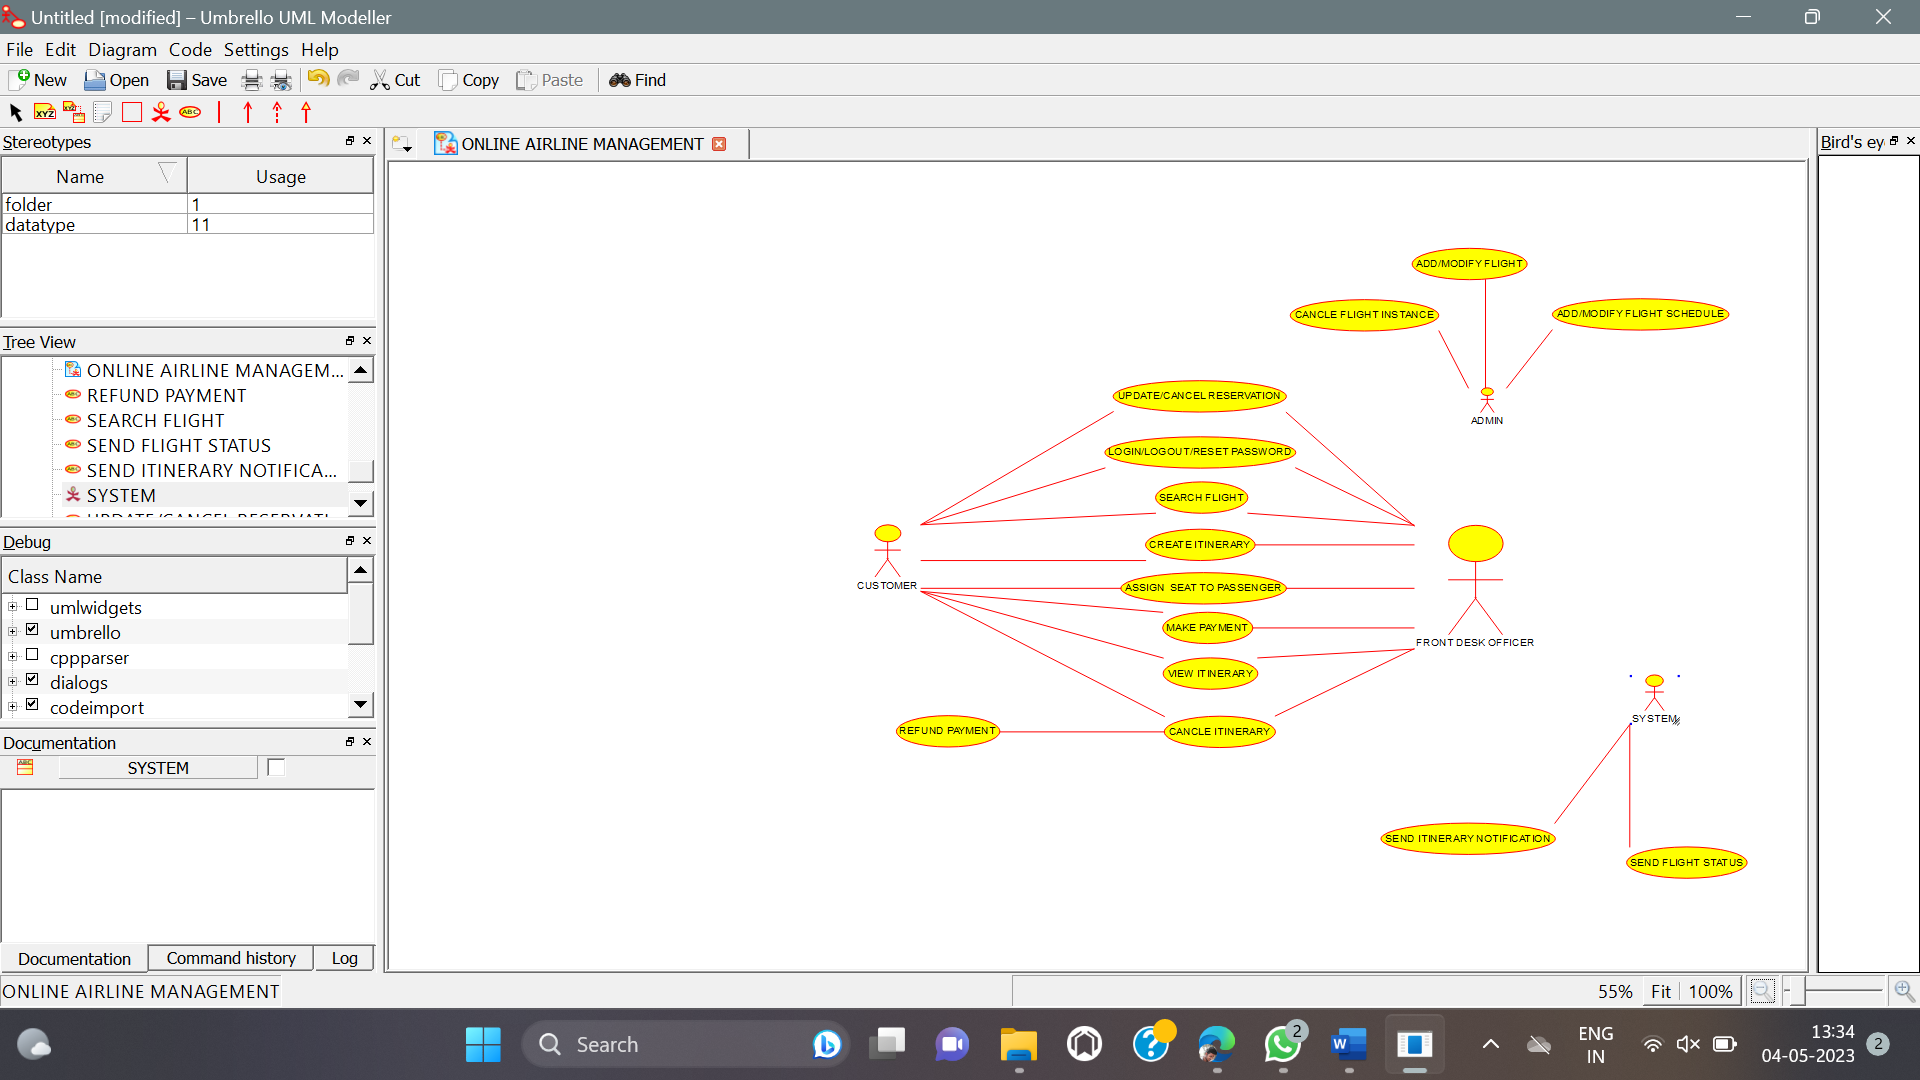 Untitled [modified] – Umbrello UML Modeller
File Edit Diagram Code Settings Help
New Open Save Cut Copy Paste Find
XYZ XYZ ABC
Stereotypes
Name Usage
folder 1
datatype 11
Tree View
ONLINE AIRLINE MANAGEM...
REFUND PAYMENT
SEARCH FLIGHT
SEND FLIGHT STATUS
SEND ITINERARY NOTIFICA...
SYSTEM
Debug
Class Name
umlwidgets
umbrello
cppparser
dialogs
codeimport
Documentation
SYSTEM
Documentation Command history Log
ONLINE AIRLINE MANAGEMENT
ONLINE AIRLINE MANAGEMENT
Bird's ey
ADD/MODIFY FLIGHT
CANCLE FLIGHT INSTANCE
ADD/MODIFY FLIGHT SCHEDULE
ADMIN
UPDATE/CANCEL RESERVATION
LOGIN/LOGOUT/RESET PASSWORD
SEARCH FLIGHT
CREATE ITINERARY
CUSTOMER
ASSIGN SEAT TO PASSENGER
MAKE PAYMENT
FRONT DESK OFFICER
VIEW ITINERARY
REFUND PAYMENT
CANCLE ITINERARY
SYSTEM
SEND ITINERARY NOTIFICATION
SEND FLIGHT STATUS
55% Fit 100%
Search
2
ENG
IN
13:34
04-05-2023
2